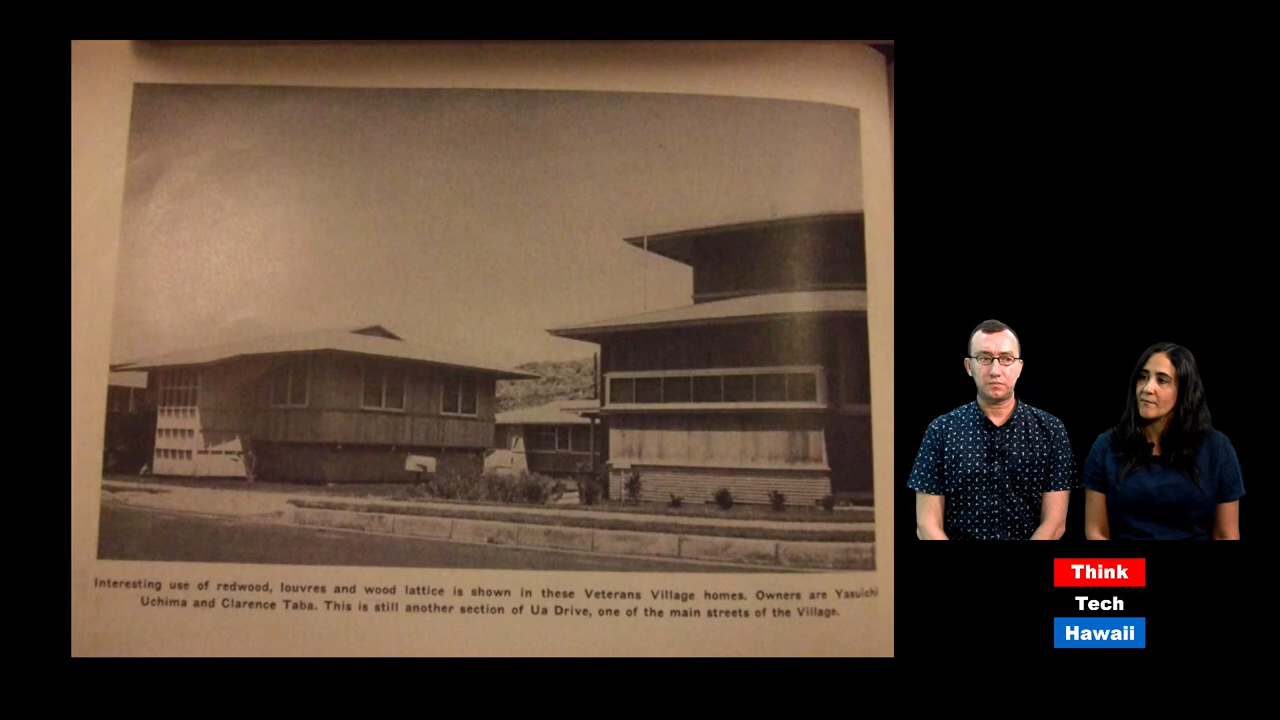 Interesting use of redwood, louvres and wood lattice is shown in these Veterans Village homes. Owners are Yasuichi
Uchima and Clarence Taba. This is still another section of Ua Drive, one of the main streets of the Village.
Think
Tech
Hawaii